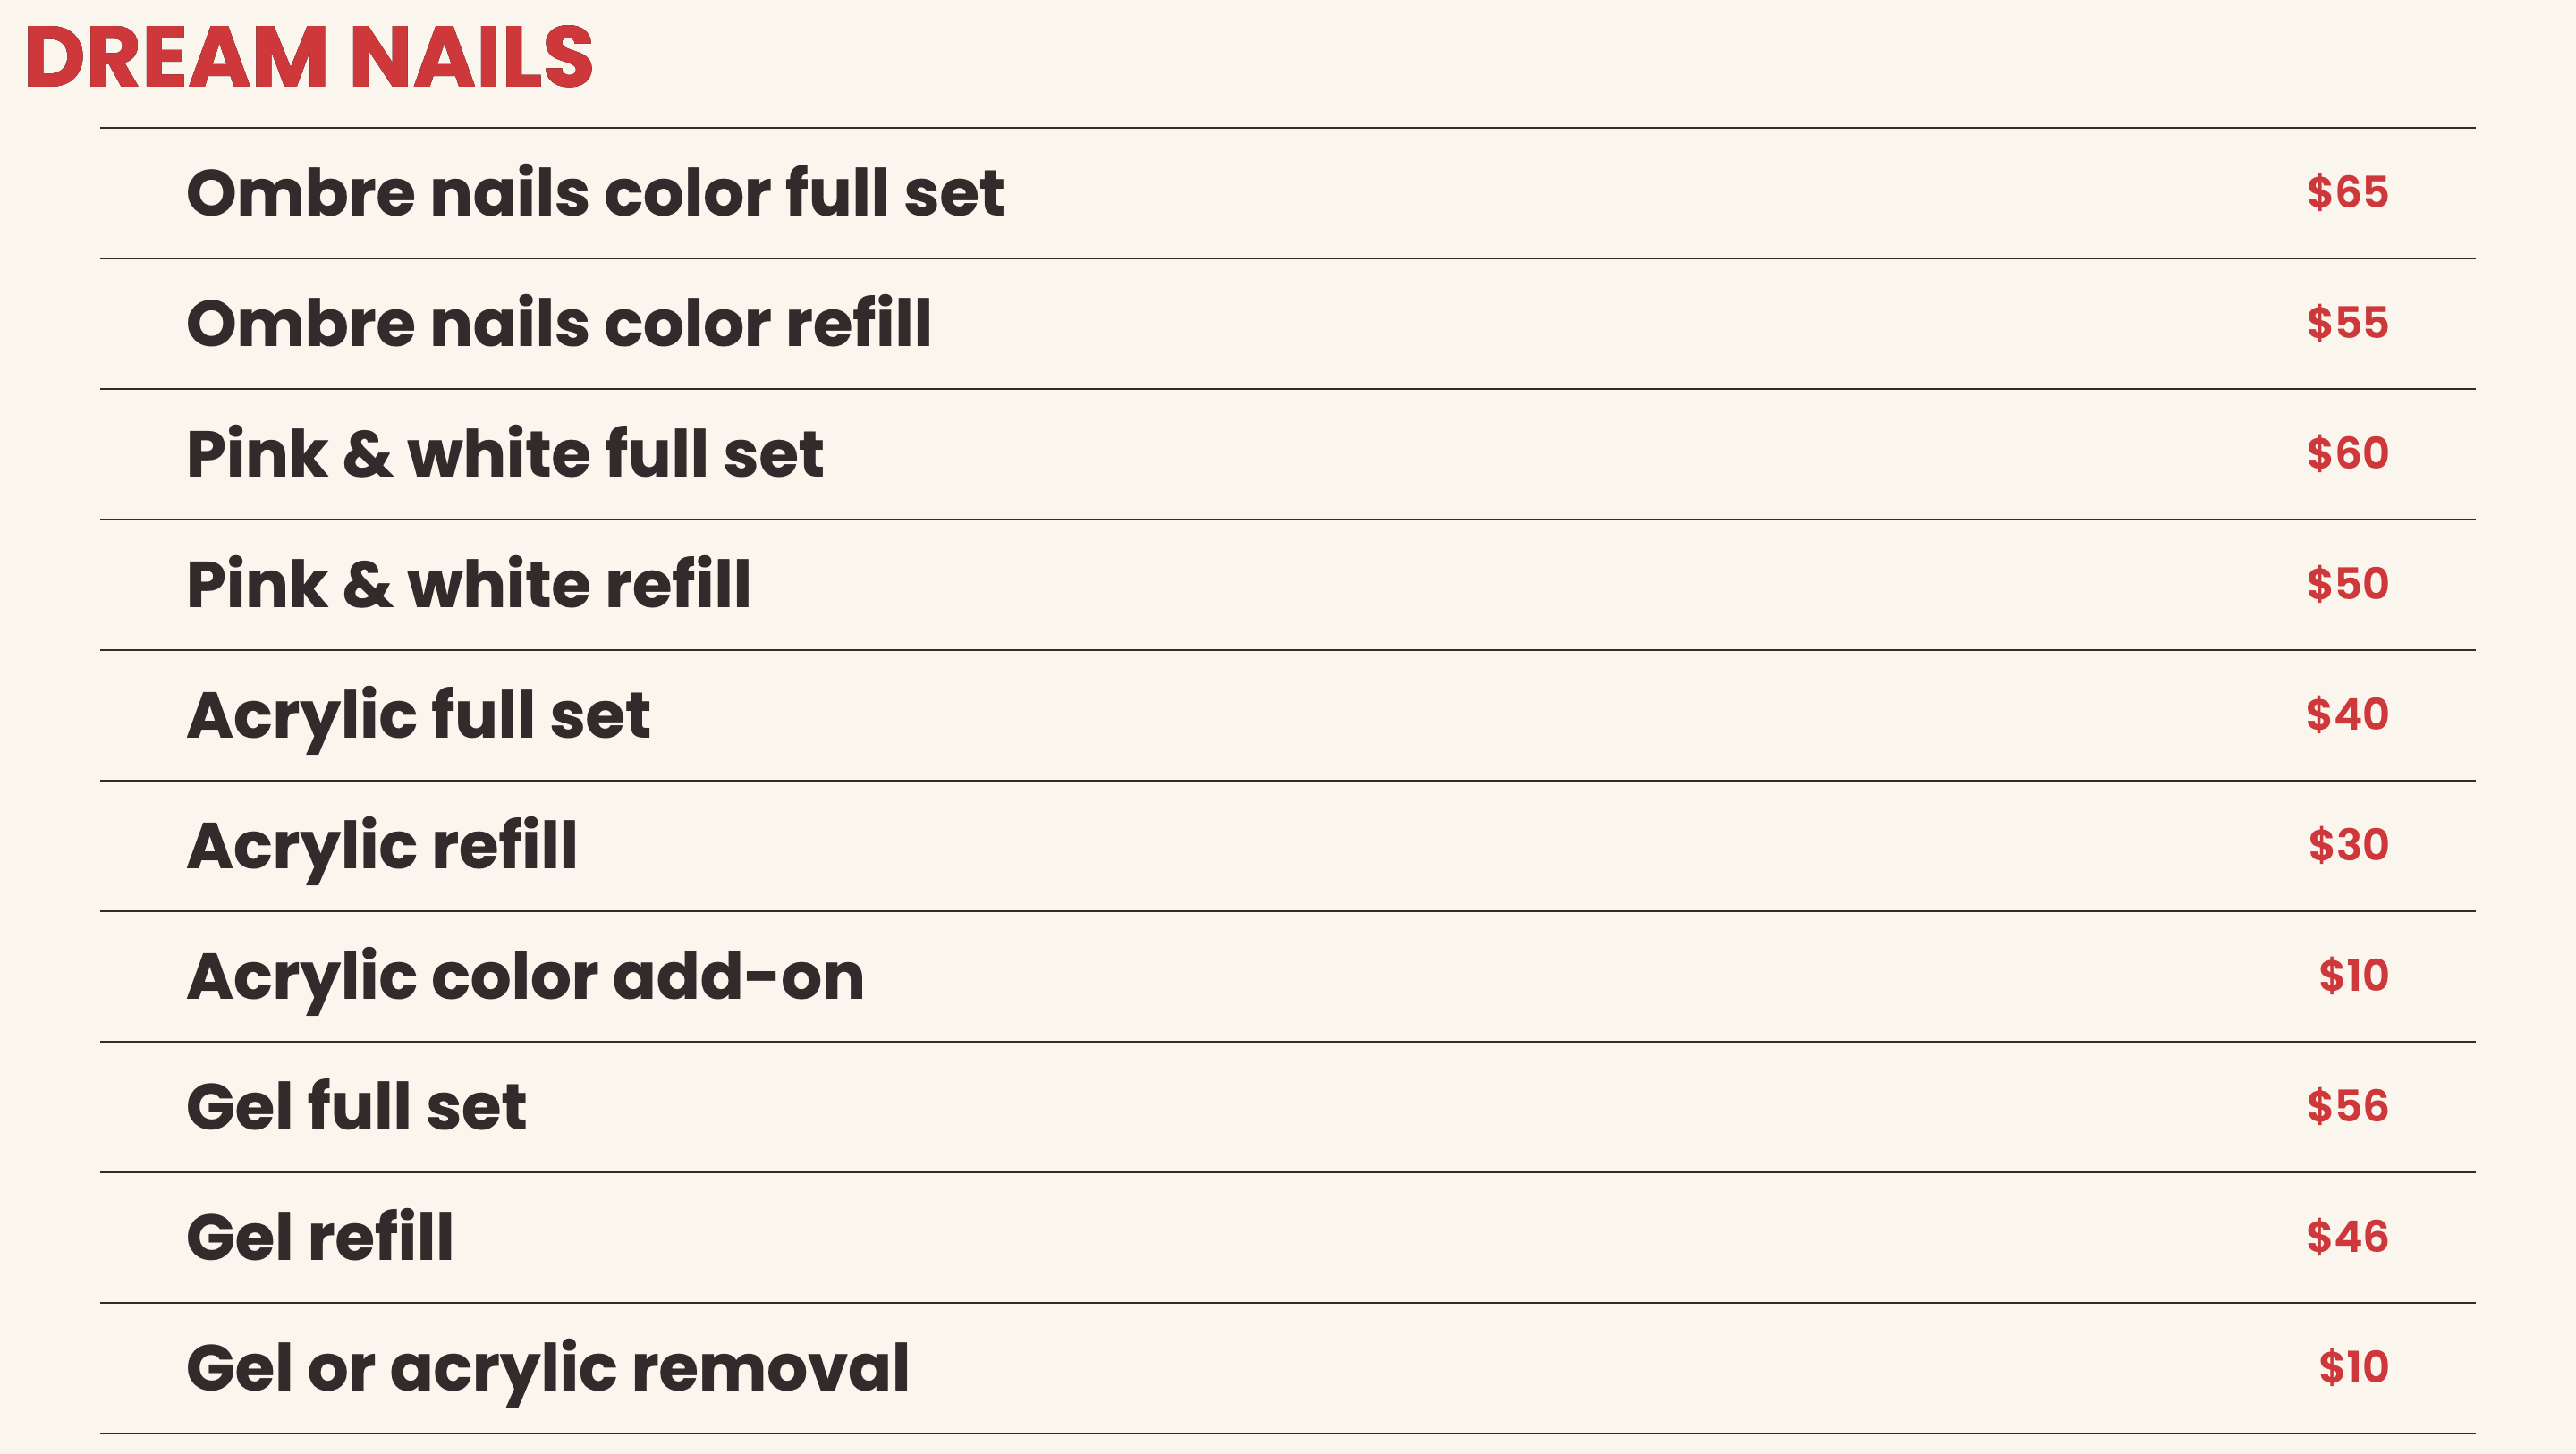 DREAM NAILS
Ombre nails color full set $65
Ombre nails color refill $55
Pink & white full set $60
Pink & white refill $50
Acrylic full set $40
Acrylic refill $30
Acrylic color add-on $10
Gel full set $56
Gel refill $46
Gel or acrylic removal $10